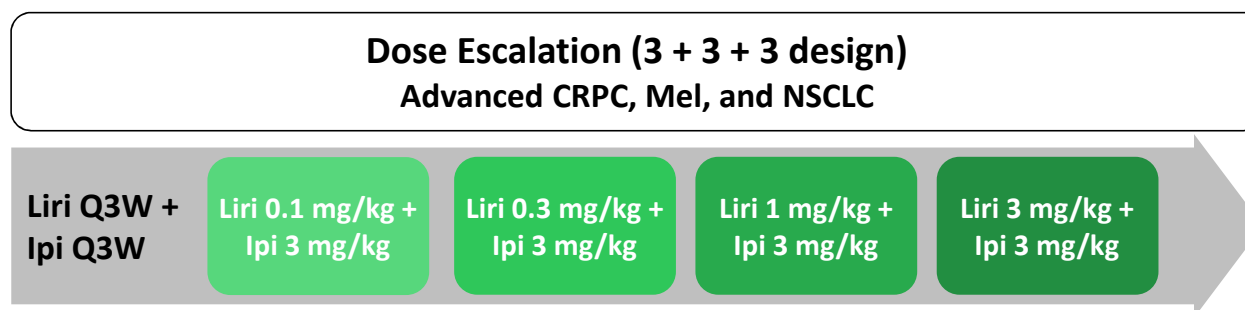 Dose Escalation (3 + 3 + 3 design)
Advanced CRPC, Mel, and NSCLC
Liri Q3W +
Ipi Q3W
Liri 0.1 mg/kg +
Ipi 3 mg/kg
Liri 0.3 mg/kg +
Ipi 3 mg/kg
Liri 1 mg/kg +
Ipi 3 mg/kg
Liri 3 mg/kg +
Ipi 3 mg/kg